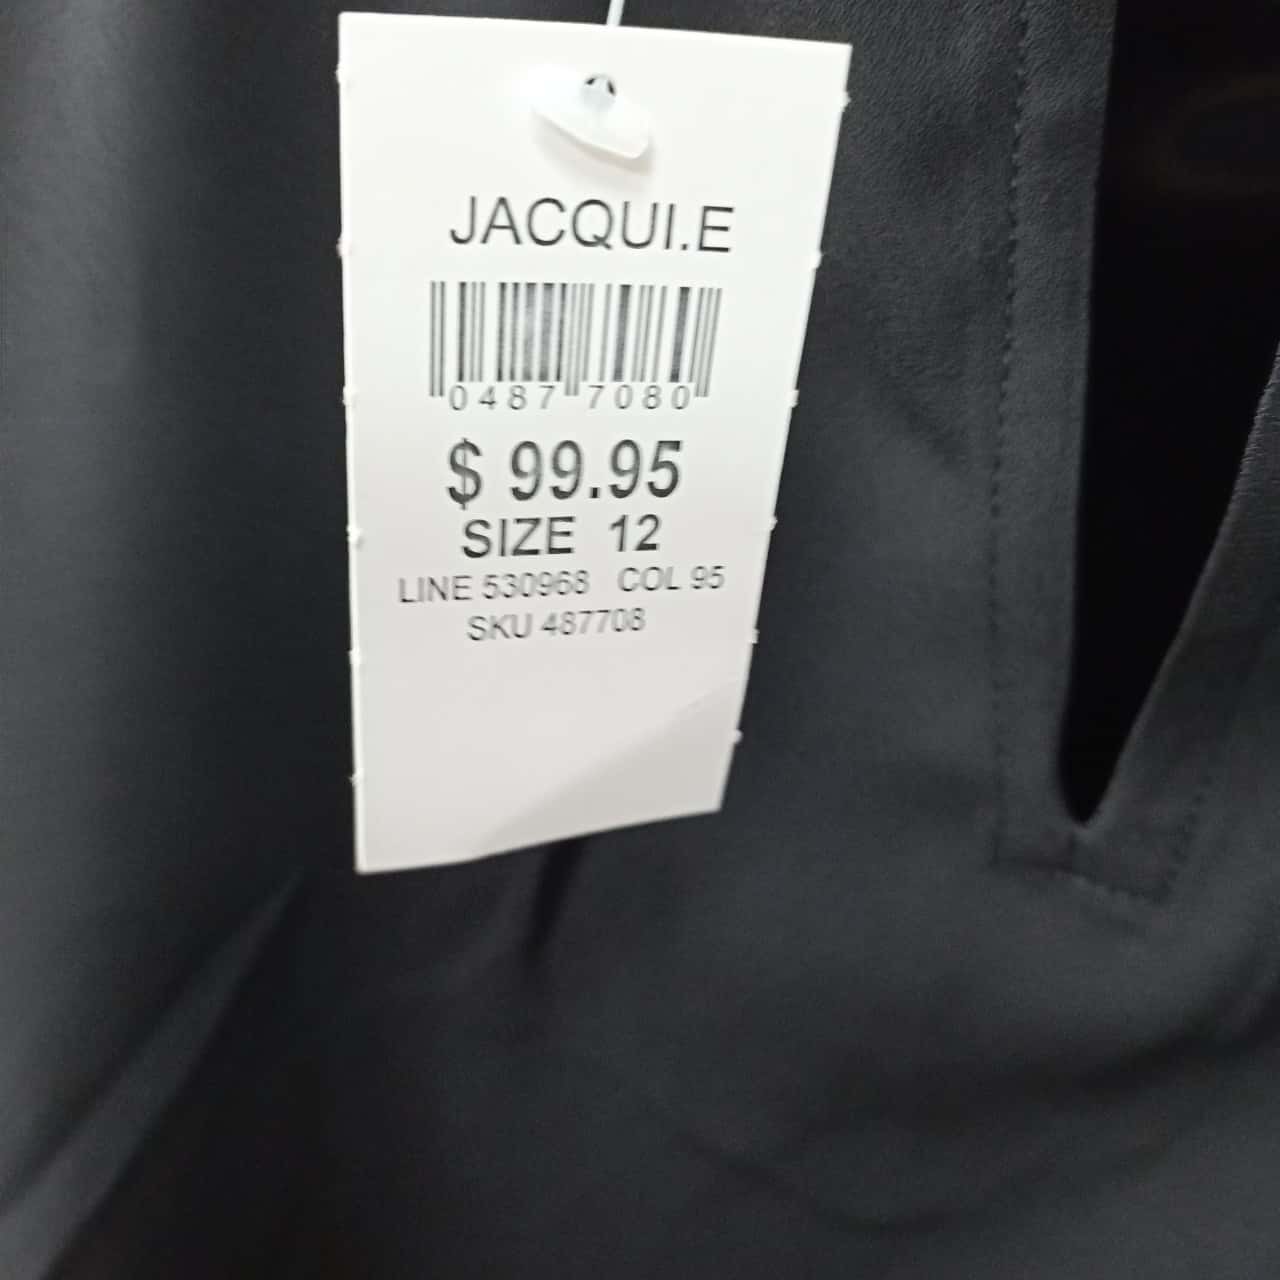 JACQUI.E
0487 7080
$ 99.95
SIZE 12
LINE 530968 COL 95
SKU 487708